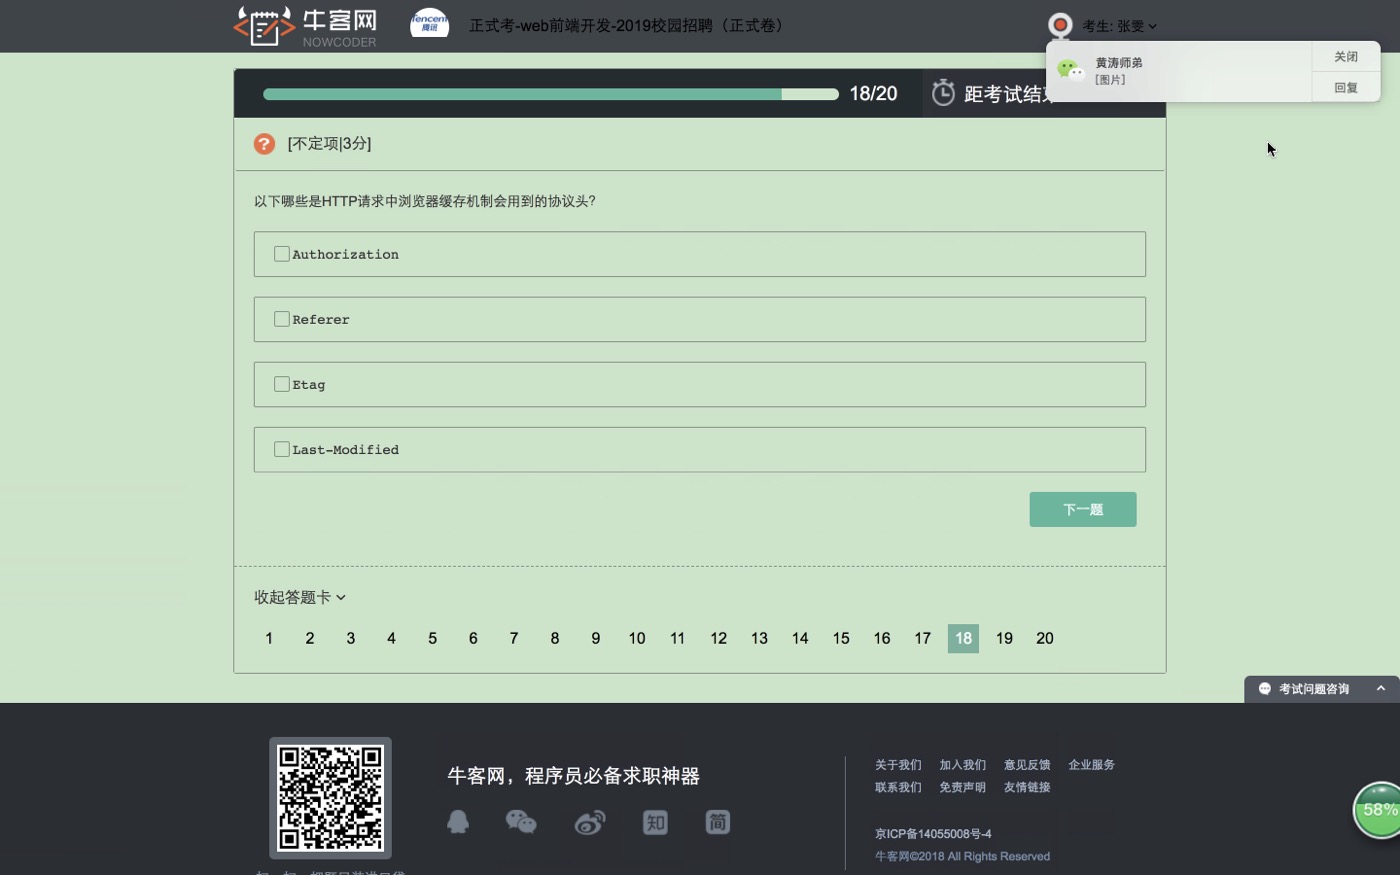 牛客网
NOWCODER
Tencent
腾讯
正式考-web前端开发-2019校园招聘（正式卷）
考生: 张雯
黄涛师弟
[图片]
关闭
回复
18/20
距考试结
[不定项|3分]
以下哪些是HTTP请求中浏览器缓存机制会用到的协议头?
Authorization
Referer
Etag
Last-Modified
下一题
收起答题卡
1 2 3 4 5 6 7 8 9 10 11 12 13 14 15 16 17 18 19 20
考试问题咨询
牛客网，程序员必备求职神器
知
简
关于我们 加入我们 意见反馈 企业服务
联系我们 免责声明 友情链接
京ICP备14055008号-4
牛客网©2018 All Rights Reserved
58%